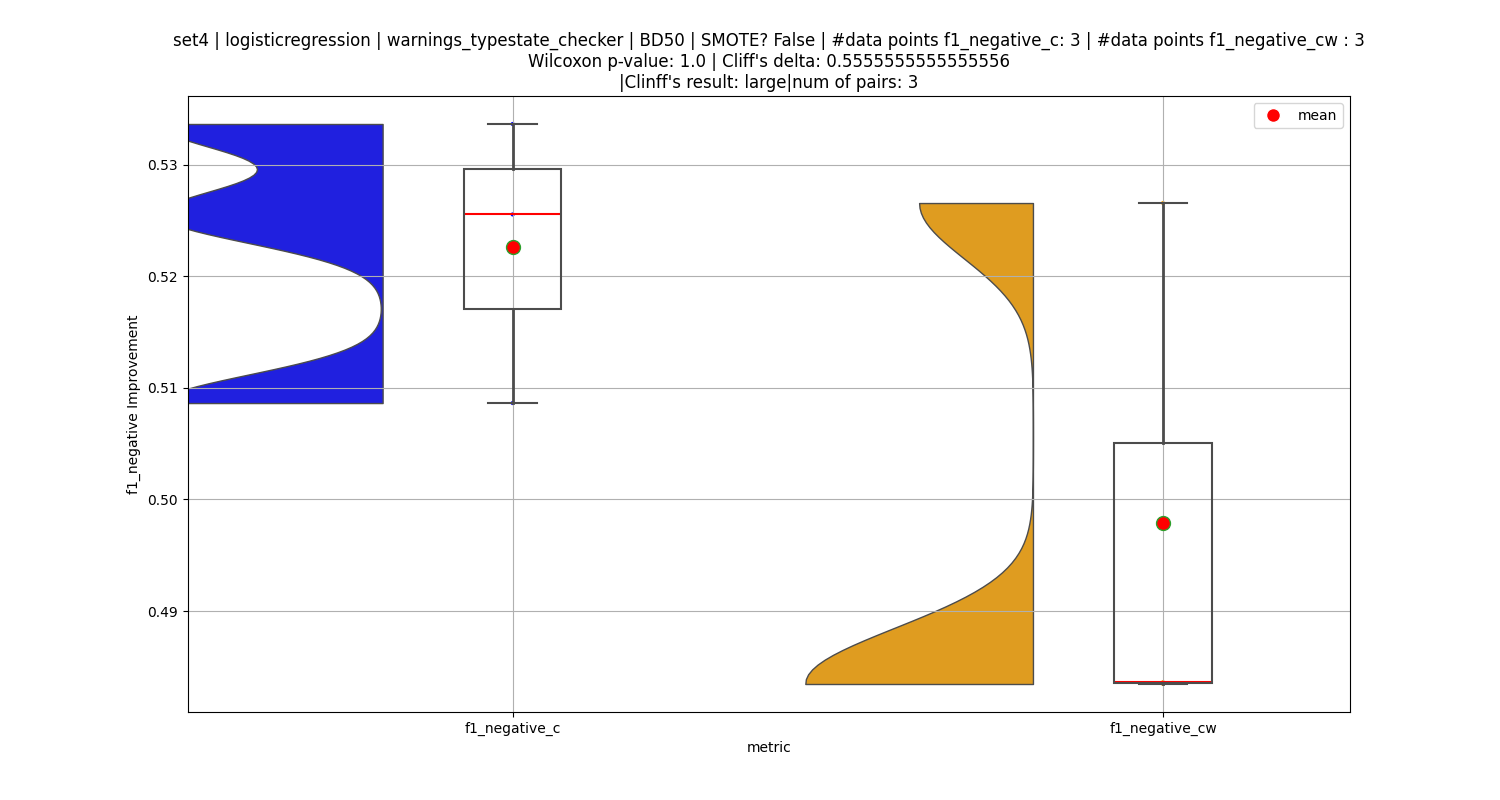 set4 | logisticregression | warnings_typestate_checker | BD50 | SMOTE? False | #data points f1_negative_c: 3 | #data points f1_negative_cw : 3
Wilcoxon p-value: 1.0 | Cliff's delta: 0.5555555555555556
|Clinff's result: large|num of pairs: 3
mean
0.53
0.52
0.51
0.50
0.49
f1_negative Improvement
f1_negative_c
f1_negative_cw
metric